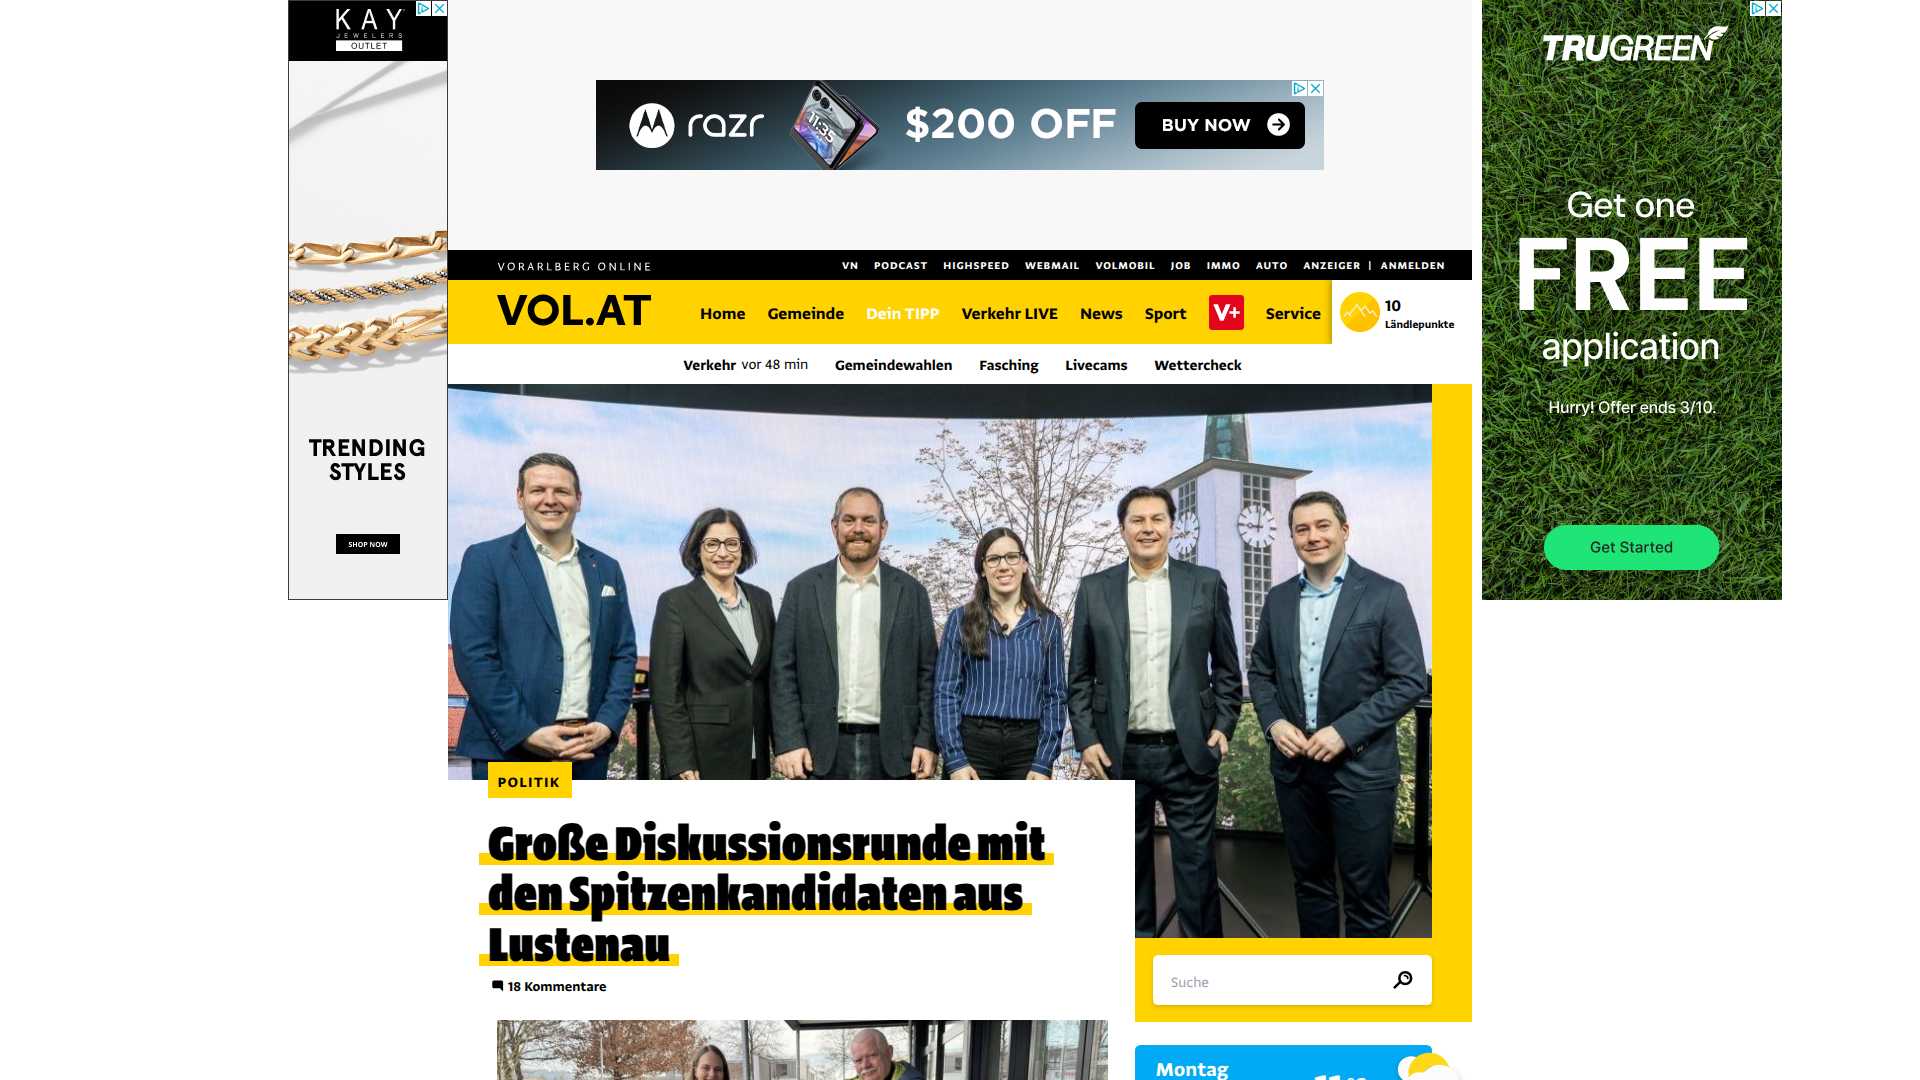 KAY
JEWELERS
OUTLET
TRENDING
STYLES
SHOP NOW
razr
11:35
$200 OFF
BUY NOW
TRUGREEN
Get one
FREE
application
Hurry! Offer ends 3/10.
Get Started
VORARLBERG ONLINE
VN PODCAST HIGHSPEED WEBMAIL VOLMOBIL JOB IMMO AUTO ANZEIGER | ANMELDEN
VOL.AT
Home Gemeinde Dein TIPP Verkehr LIVE News Sport V+ Service
10
Ländlepunkte
Verkehr vor 48 min Gemeindewahlen Fasching Livecams Wettercheck
POLITIK
Große Diskussionsrunde mit
den Spitzenkandidaten aus
Lustenau
18 Kommentare
Suche
Montag